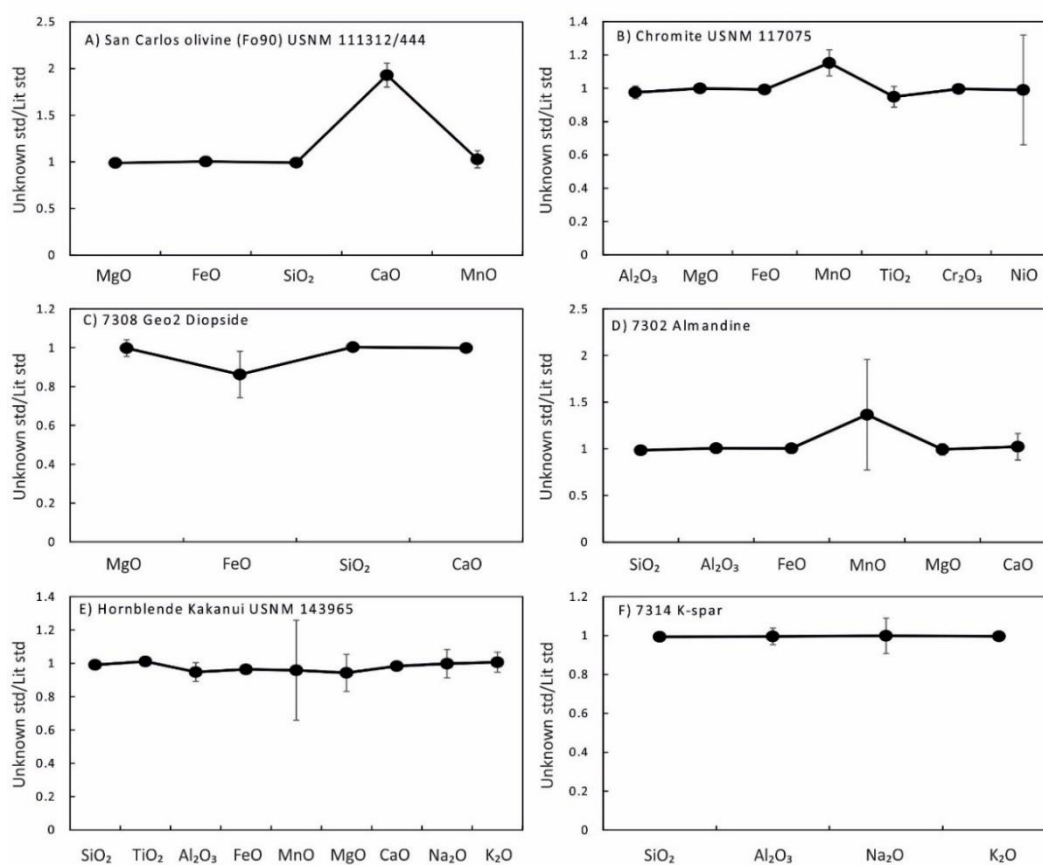 A) San Carlos olivine (Fo90) USNM 111312/444
Unknown std/Lit std
2.5
2
1.5
1
0.5
0
MgO FeO SiO₂ CaO MnO
B) Chromite USNM 117075
Unknown std/Lit std
1.4
1.2
1
0.8
0.6
0.4
0.2
0
Al₂O₃ MgO FeO MnO TiO₂ Cr₂O₃ NiO
C) 7308 Geo2 Diopside
Unknown std/Lit std
1.2
1
0.8
0.6
0.4
0.2
0
MgO FeO SiO₂ CaO
D) 7302 Almandine
Unknown std/Lit std
2.5
2
1.5
1
0.5
0
SiO₂ Al₂O₃ FeO MnO MgO CaO
E) Hornblende Kakanui USNM 143965
Unknown std/Lit std
1.4
1.2
1
0.8
0.6
0.4
0.2
0
SiO₂ TiO₂ Al₂O₃ FeO MnO MgO CaO Na₂O K₂O
F) 7314 K-spar
Unknown std/Lit std
1.2
1
0.8
0.6
0.4
0.2
0
SiO₂ Al₂O₃ Na₂O K₂O